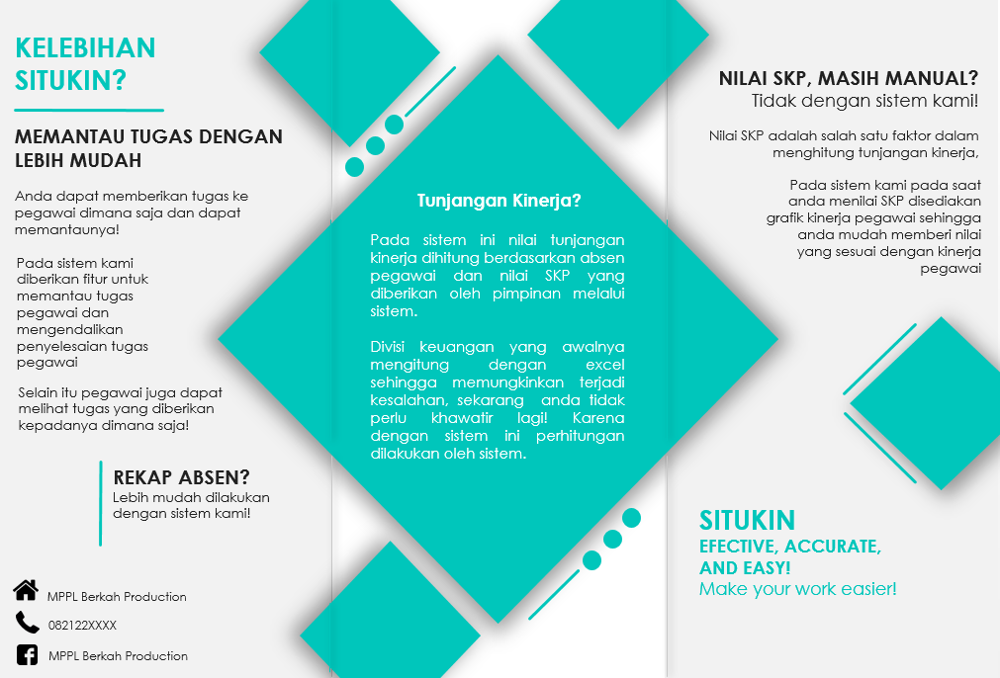 KELEBIHAN
SITUKIN?
MEMANTAU TUGAS DENGAN
LEBIH MUDAH
Anda dapat memberikan tugas ke
pegawai dimana saja dan dapat
memantaunya!
Pada sistem kami
diberikan fitur untuk
memantau tugas
pegawai dan
mengendalikan
penyelesaian tugas
pegawai
Selain itu pegawai juga dapat
melihat tugas yang diberikan
kepadanya dimana saja!
REKAP ABSEN?
Lebih mudah dilakukan
dengan sistem kami!
MPPL Berkah Production
082122XXXX
MPPL Berkah Production
Tunjangan Kinerja?
Pada sistem ini nilai tunjangan
kinerja dihitung berdasarkan absen
pegawai dan nilai SKP yang
diberikan oleh pimpinan melalui
sistem.
Divisi keuangan yang awalnya
mengitung dengan excel
sehingga memungkinkan terjadi
kesalahan, sekarang anda tidak
perlu khawatir lagi! Karena
dengan sistem ini perhitungan
dilakukan oleh sistem.
NILAI SKP, MASIH MANUAL?
Tidak dengan sistem kami!
Nilai SKP adalah salah satu faktor dalam
menghitung tunjangan kinerja,
Pada sistem kami pada saat
anda menilai SKP disediakan
grafik kinerja pegawai sehingga
anda mudah memberi nilai
yang sesuai dengan kinerja
pegawai
SITUKIN
EFECTIVE, ACCURATE,
AND EASY!
Make your work easier!